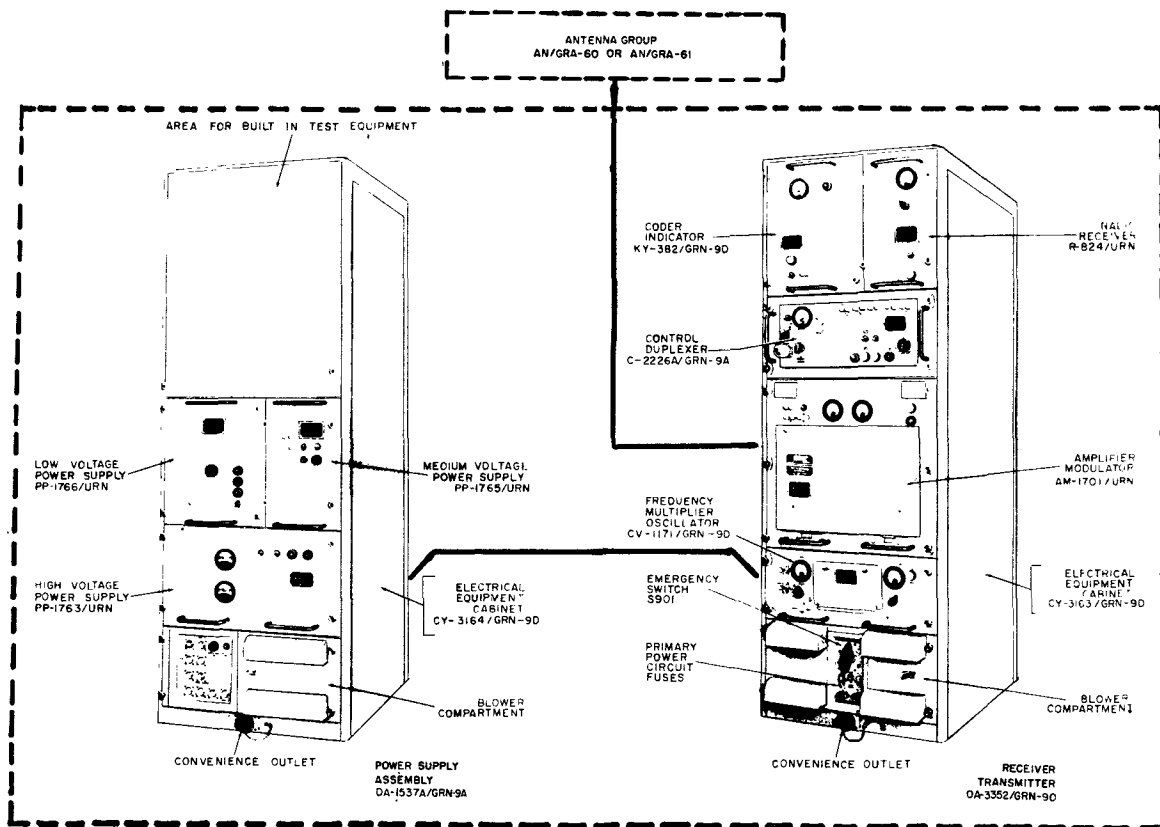 ANTENNA GROUP
AN/GRA-60 OR AN/GRA-61
AREA FOR BUILT IN TEST EQUIPMENT
LOW VOLTAGE
POWER SUPPLY
PP-1766/URN
MEDIUM VOLTAGE
POWER SUPPLY
PP-1765/URN
HIGH VOLTAGE
POWER SUPPLY
PP-1763/URN
ELECTRICAL
EQUIPMENT
CABINET
CY-3164/GRN-9D
BLOWER
COMPARTMENT
CONVENIENCE OUTLET
POWER SUPPLY
ASSEMBLY
OA-1537A/GRN-9A
CODER
INDICATOR
KY-382/GRN-9D
RECEIVER
R-824/URN
CONTROL
DUPLEXER
C-2226A/GRN-9A
AMPLIFIER
MODULATOR
AM-1701/URN
FREQUENCY
MULTIPLIER
OSCILLATOR
CV-1171/GRN-9D
EMERGENCY
SWITCH
S901
ELECTRICAL
EQUIPMENT
CABINET
CY-3163/GRN-9D
PRIMARY
POWER
CIRCUIT
FUSES
BLOWER
COMPARTMENT
CONVENIENCE OUTLET
RECEIVER
TRANSMITTER
OA-3352/GRN-9D